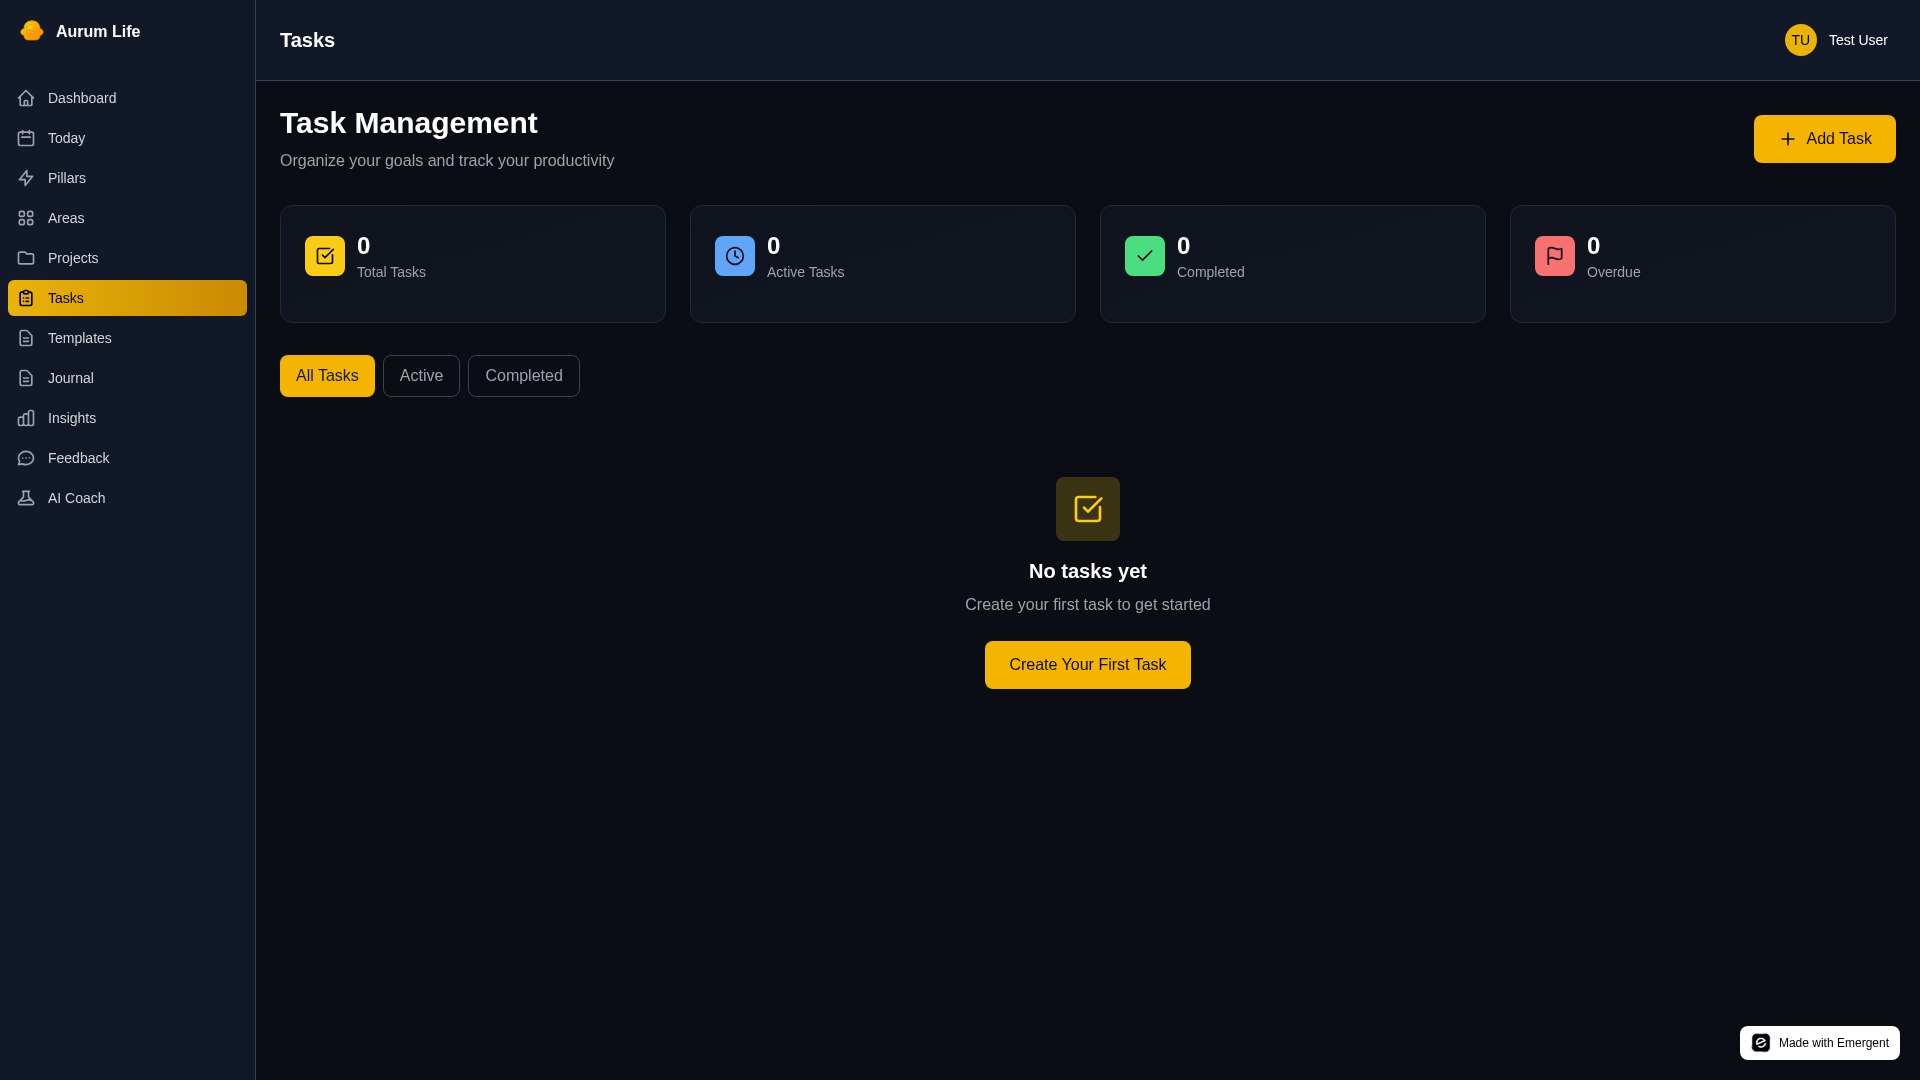 Aurum Life
Dashboard
Today
Pillars
Areas
Projects
Tasks
Templates
Journal
Insights
Feedback
AI Coach
Tasks
TU
Test User
Task Management
Organize your goals and track your productivity
Add Task
0
Total Tasks
0
Active Tasks
0
Completed
0
Overdue
All Tasks
Active
Completed
No tasks yet
Create your first task to get started
Create Your First Task
Made with Emergent